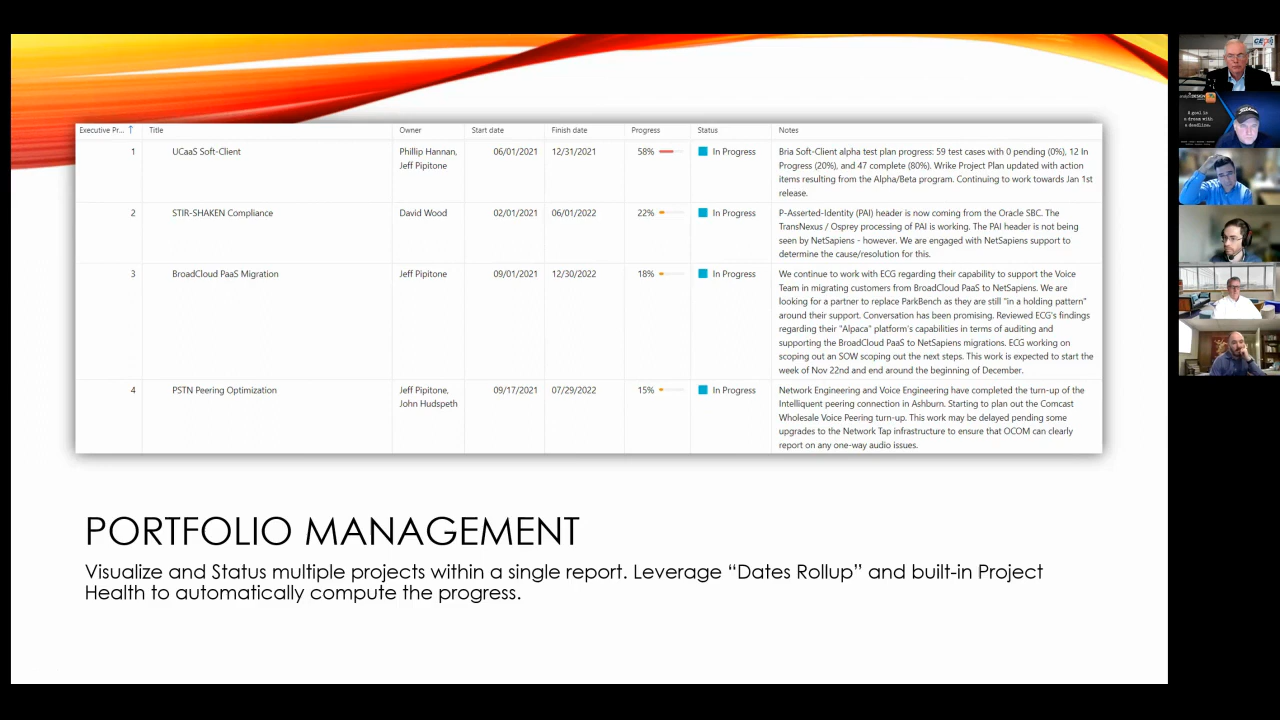 Executive Pr... ↑ Title Owner Start date Finish date Progress Status Notes
1 UCaaS Soft-Client Phillip Hannan, 06/01/2021 12/31/2021 58% In Progress Bria Soft-Client alpha test plan progress: 59 test cases with 0 pending (0%), 12 In
Jeff Pipitone Progress (20%), and 47 complete (80%). Wrike Project Plan updated with action
items resulting from the Alpha/Beta program. Continuing to work towards Jan 1st
release.
2 STIR-SHAKEN Compliance David Wood 02/01/2021 06/01/2022 22% In Progress P-Asserted-Identity (PAI) header is now coming from the Oracle SBC. The
TransNexus / Osprey processing of PAI is working. The PAI header is not being
seen by NetSapiens - however. We are engaged with NetSapiens support to
determine the cause/resolution for this.
3 BroadCloud PaaS Migration Jeff Pipitone 09/01/2021 12/30/2022 18% In Progress We continue to work with ECG regarding their capability to support the Voice
Team in migrating customers from BroadCloud PaaS to NetSapiens. We are
looking for a partner to replace ParkBench as they are still "in a holding pattern"
around their support. Conversation has been promising. Reviewed ECG's findings
regarding their "Alpaca" platform's capabilities in terms of auditing and
supporting the BroadCloud PaaS to NetSapiens migrations. ECG working on
scoping out an SOW scoping out the next steps. This work is expected to start the
week of Nov 22nd and end around the beginning of December.
4 PSTN Peering Optimization Jeff Pipitone, 09/17/2021 07/29/2022 15% In Progress Network Engineering and Voice Engineering have completed the turn-up of the
John Hudspeth Intelliquent peering connection in Ashburn. Starting to plan out the Comcast
Wholesale Voice Peering turn-up. This work may be delayed pending some
upgrades to the Network Tap infrastructure to ensure that OCOM can clearly
report on any one-way audio issues.
PORTFOLIO MANAGEMENT
Visualize and Status multiple projects within a single report. Leverage “Dates Rollup” and built-in Project
Health to automatically compute the progress.
A goal is
a dream with
a deadline.